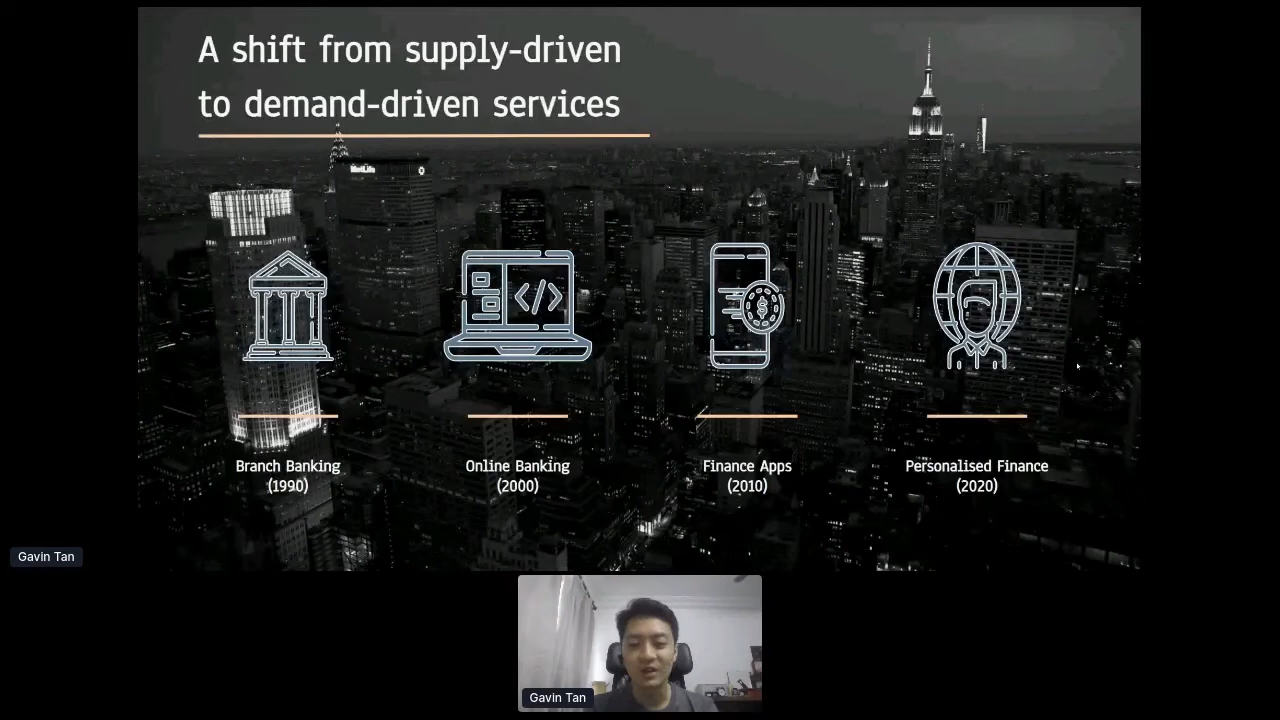 A shift from supply-driven
to demand-driven services
MetLife
Branch Banking
(1990)
Online Banking
(2000)
Finance Apps
(2010)
Personalised Finance
(2020)
Gavin Tan
Gavin Tan